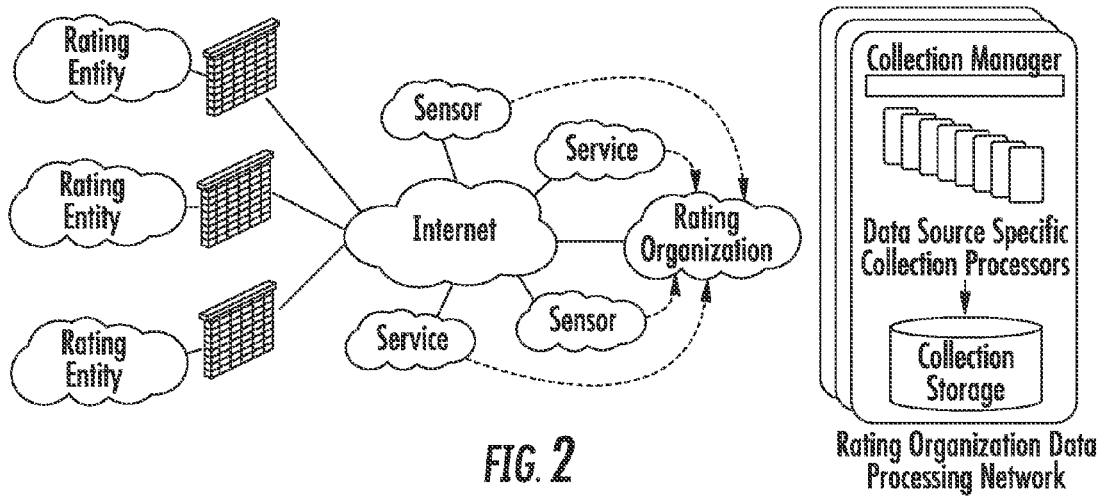 Rating
Entity
Rating
Entity
Rating
Entity
Sensor
Service
Internet
Rating
Organization
Sensor
Service
FIG. 2
Collection Manager
Data Source Specific
Collection Processors
Collection
Storage
Rating Organization Data
Processing Network